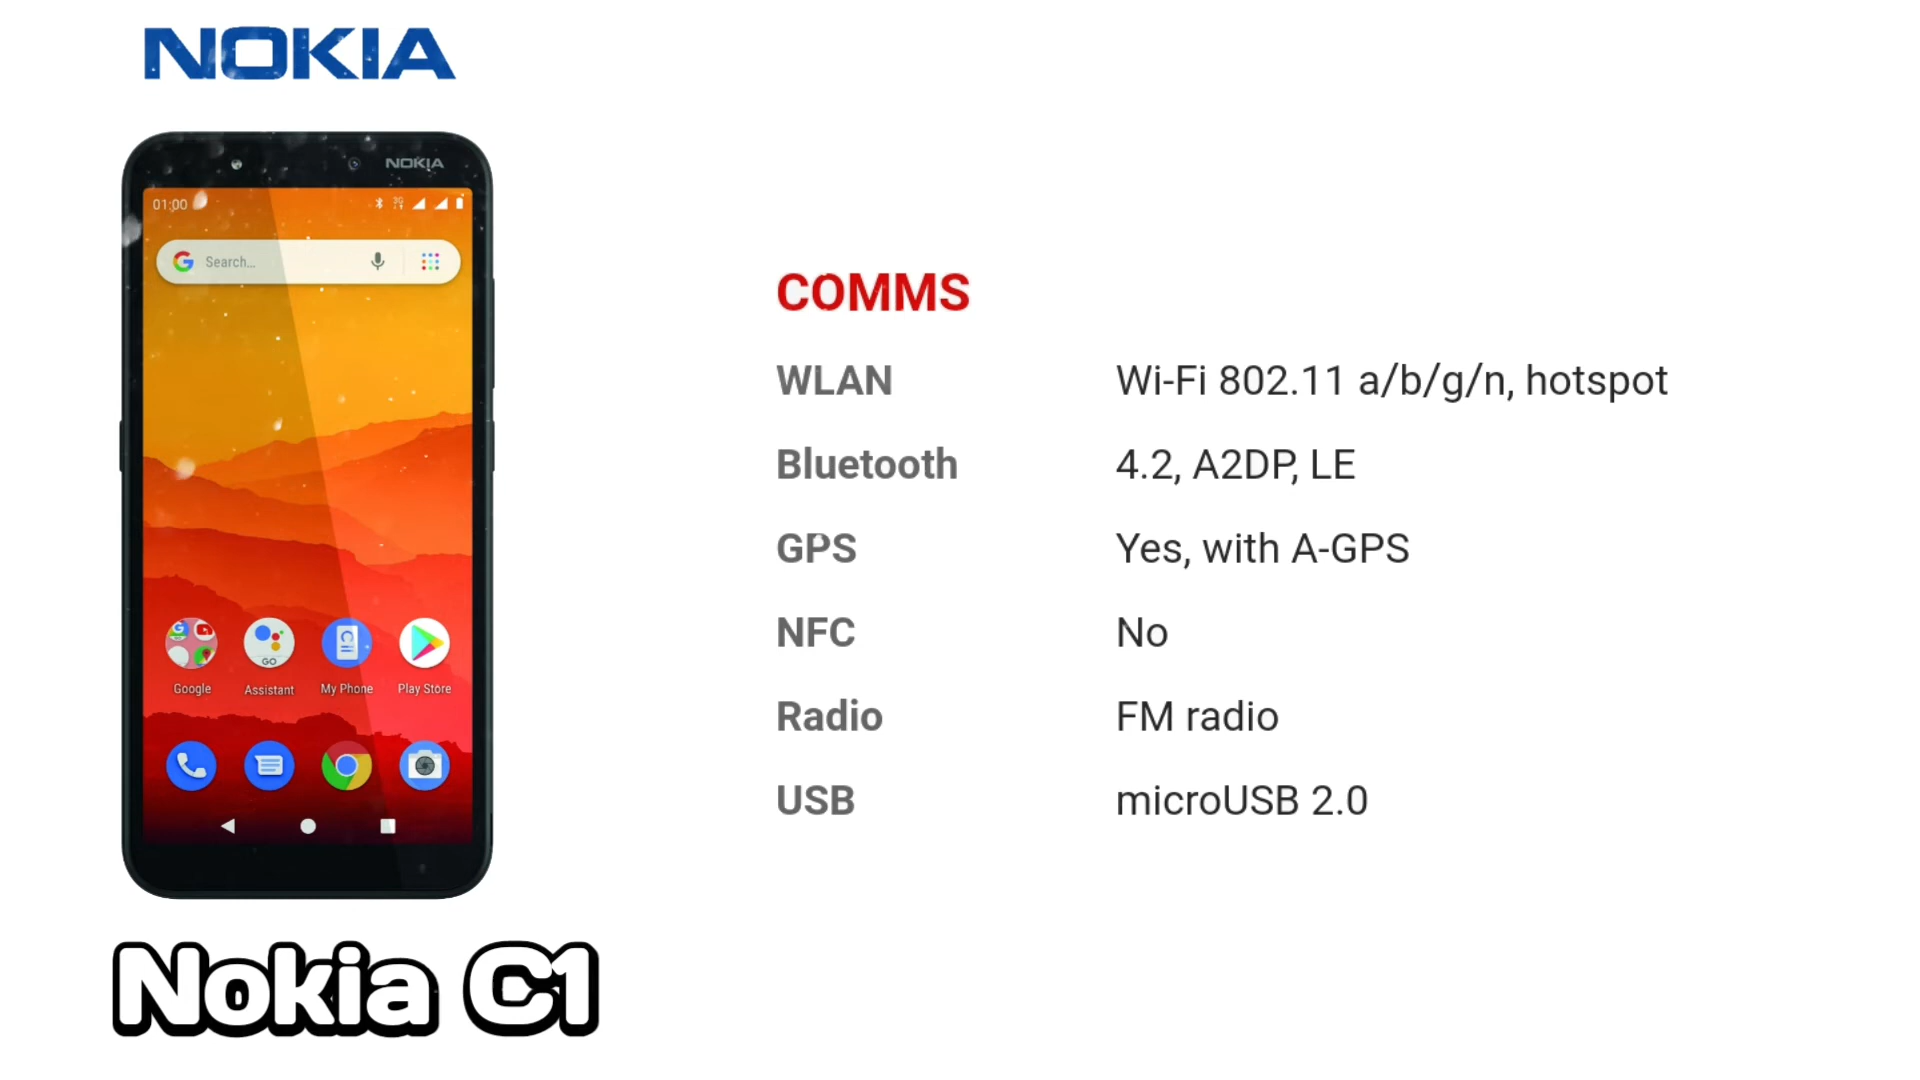 NOKIA
NOKIA
01:00
3G
Search...
GO
Google
Assistant
My Phone
Play Store
Nokia C1
COMMS
WLAN Wi-Fi 802.11 a/b/g/n, hotspot
Bluetooth 4.2, A2DP, LE
GPS Yes, with A-GPS
NFC No
Radio FM radio
USB microUSB 2.0